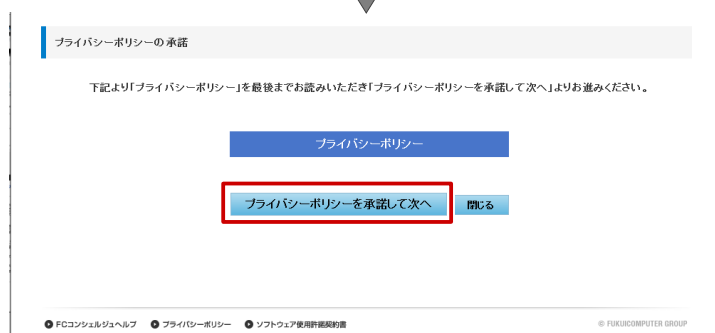 プライバシーポリシーの承諾
下記より「プライバシーポリシー」を最後までお読みいただき「プライバシーポリシーを承諾して次へ」よりお進みください。
プライバシーポリシー
プライバシーポリシーを承諾して次へ 閉じる
FCコンシェルジュヘルプ プライバシーポリシー ソフトウェア使用許諾契約書 © FUKUICOMPUTER GROUP